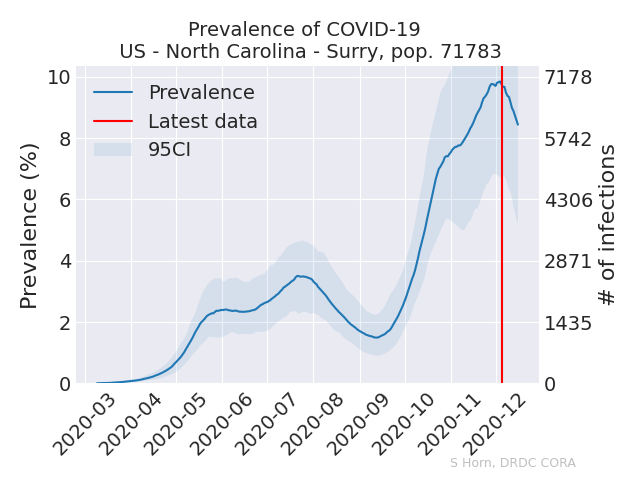 Prevalence of COVID-19
US - North Carolina - Surry, pop. 71783
Prevalence
Latest data
95CI
Prevalence (%)
10
8
6
4
2
0
7178
5742
4306
2871
1435
0
# of infections
2020-03
2020-04
2020-05
2020-06
2020-07
2020-08
2020-09
2020-10
2020-11
2020-12
S Horn, DRDC CORA